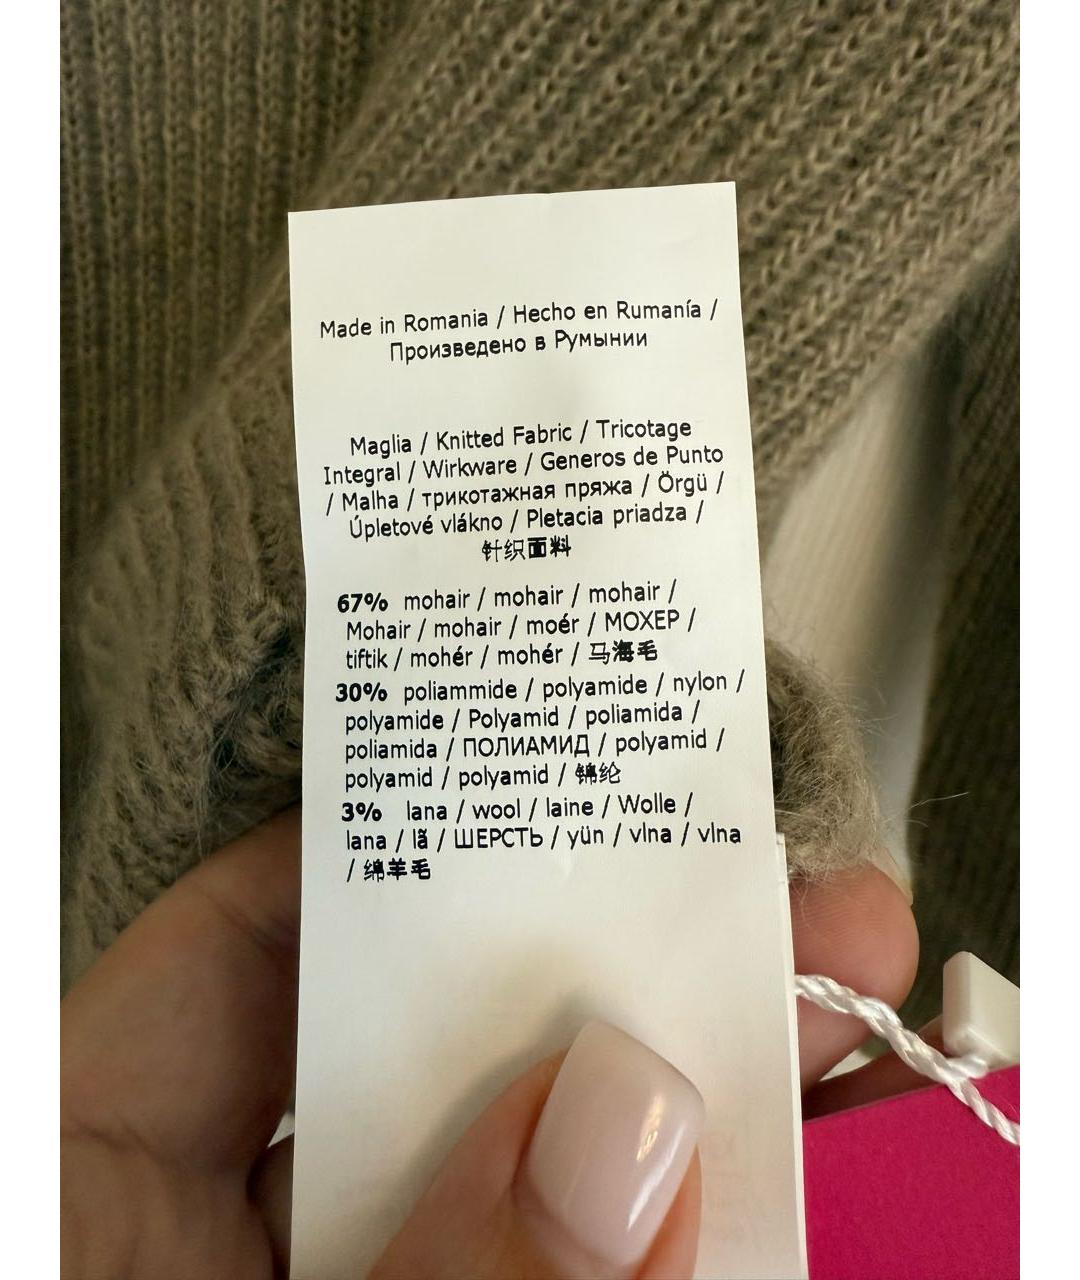 Made in Romania / Hecho en Rumanía /
Произведено в Румынии
Maglia / Knitted Fabric / Tricotage
Integral / Wirkware / Generos de Punto
/ Malha / трикотажная пряжа / Örgü /
Úpletové vlákno / Pletacia priadza /
针织面料
67% mohair / mohair / mohair /
Mohair / mohair / moér / МОХЕР /
tiftik / mohér / mohér / 马海毛
30% poliammide / polyamide / nylon /
polyamide / Polyamid / poliamida /
poliamida / ПОЛИАМИД / polyamid /
polyamid / polyamid / 锦纶
3% lana / wool / laine / Wolle /
lana / lã / ШЕРСТЬ / yün / vlna / vlna
/ 绵羊毛